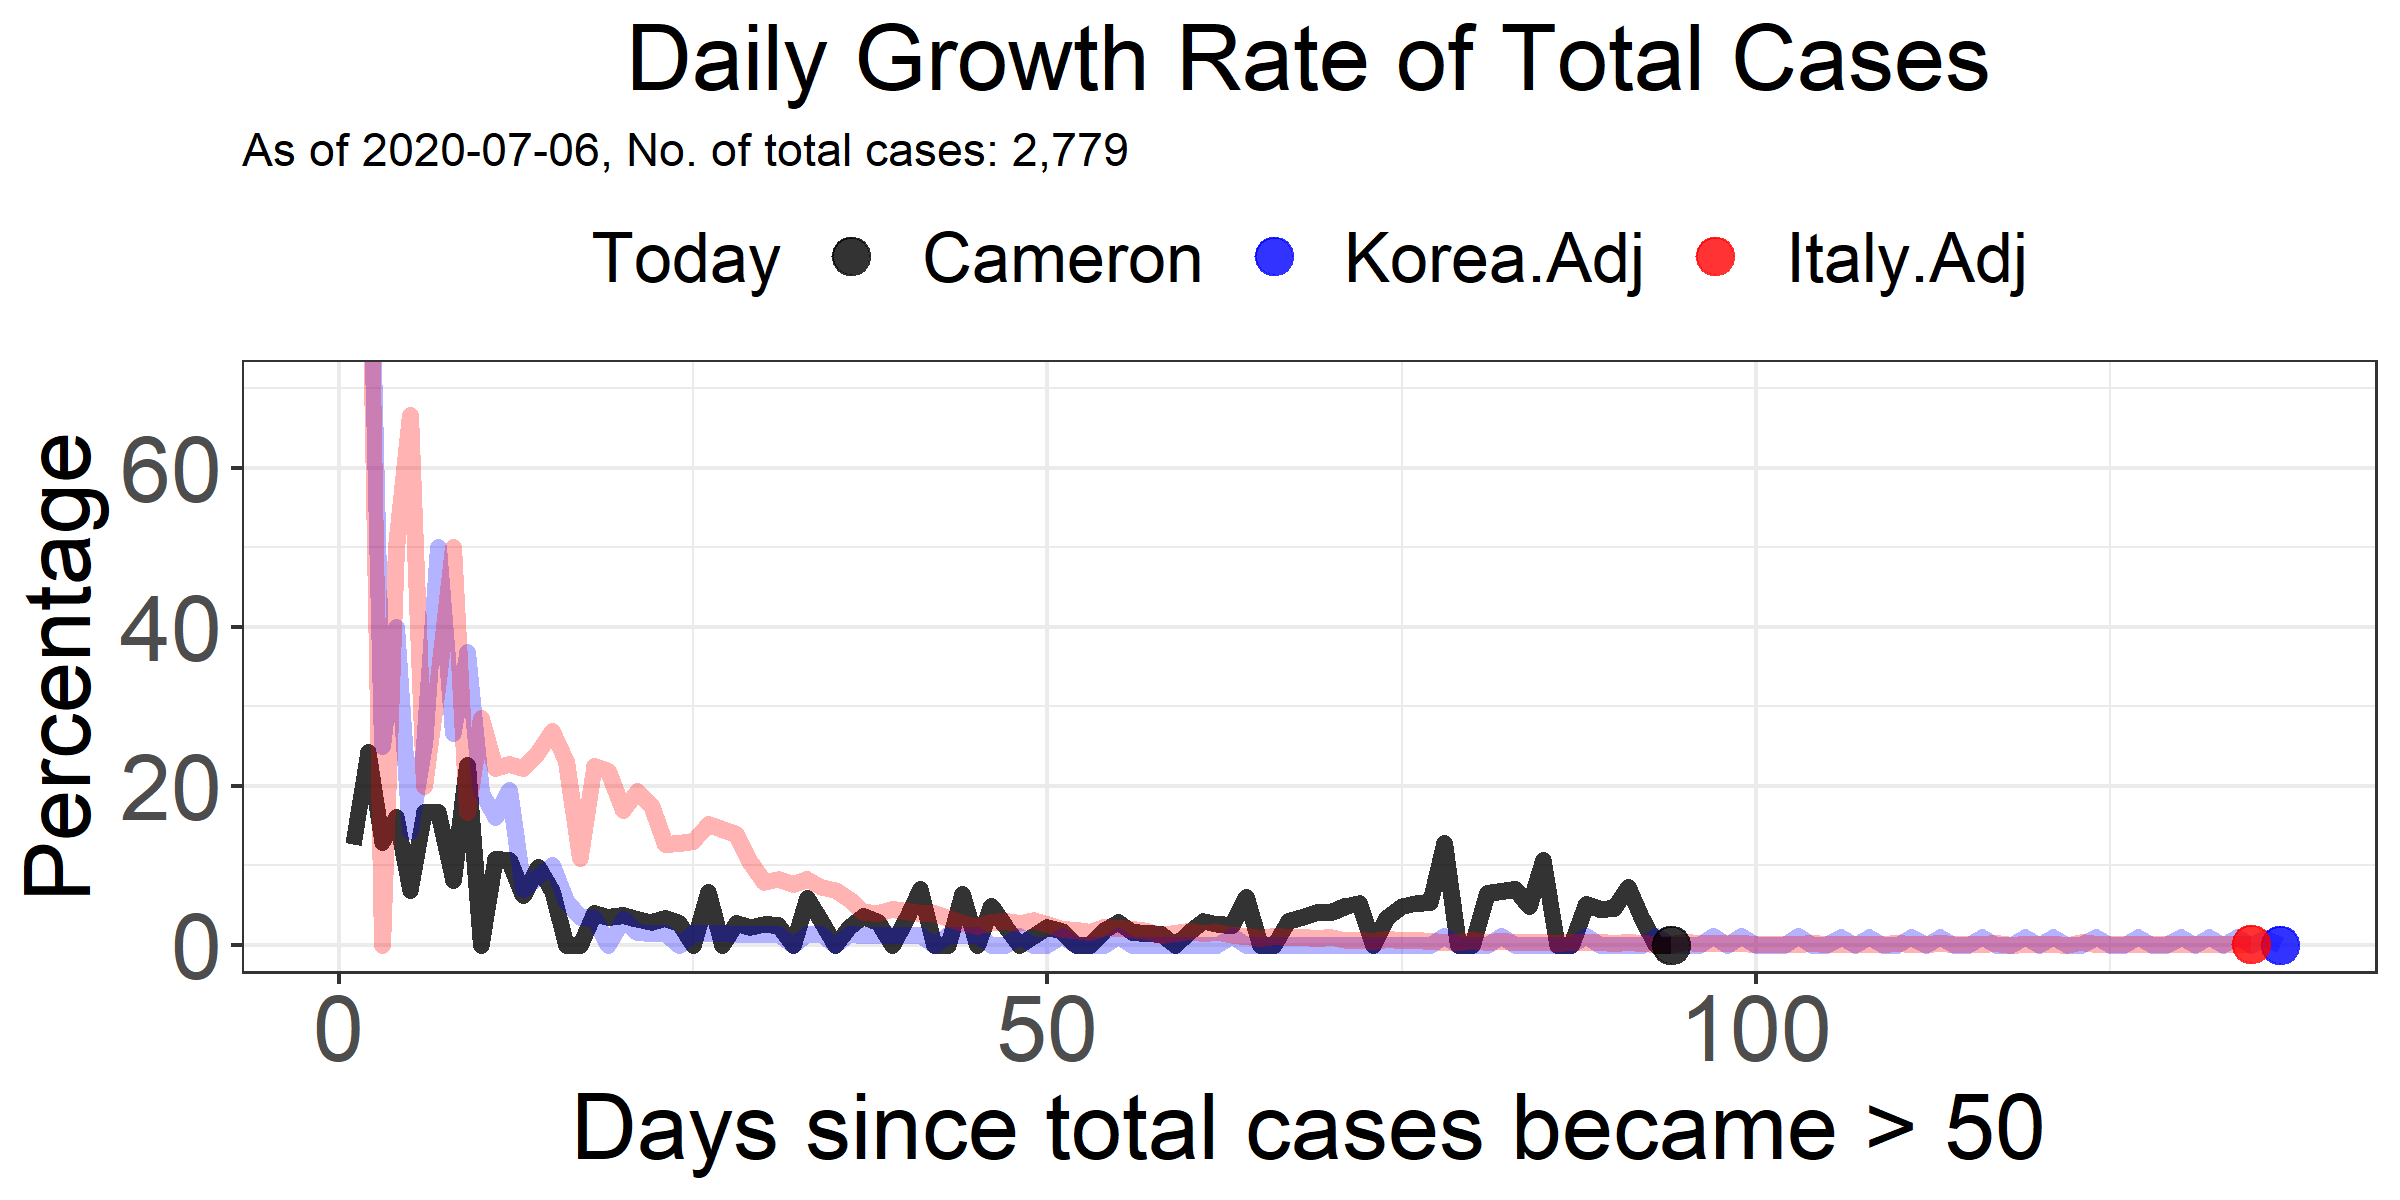 Daily Growth Rate of Total Cases
As of 2020-07-06, No. of total cases: 2,779
Today Cameron Korea.Adj Italy.Adj
Percentage
60
40
20
0
0 50 100
Days since total cases became > 50